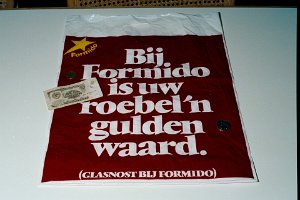 Formido
Bij
Formido
is uw
roebel'n
gulden
waard.
(GLASNOST BIJ FORMIDO)